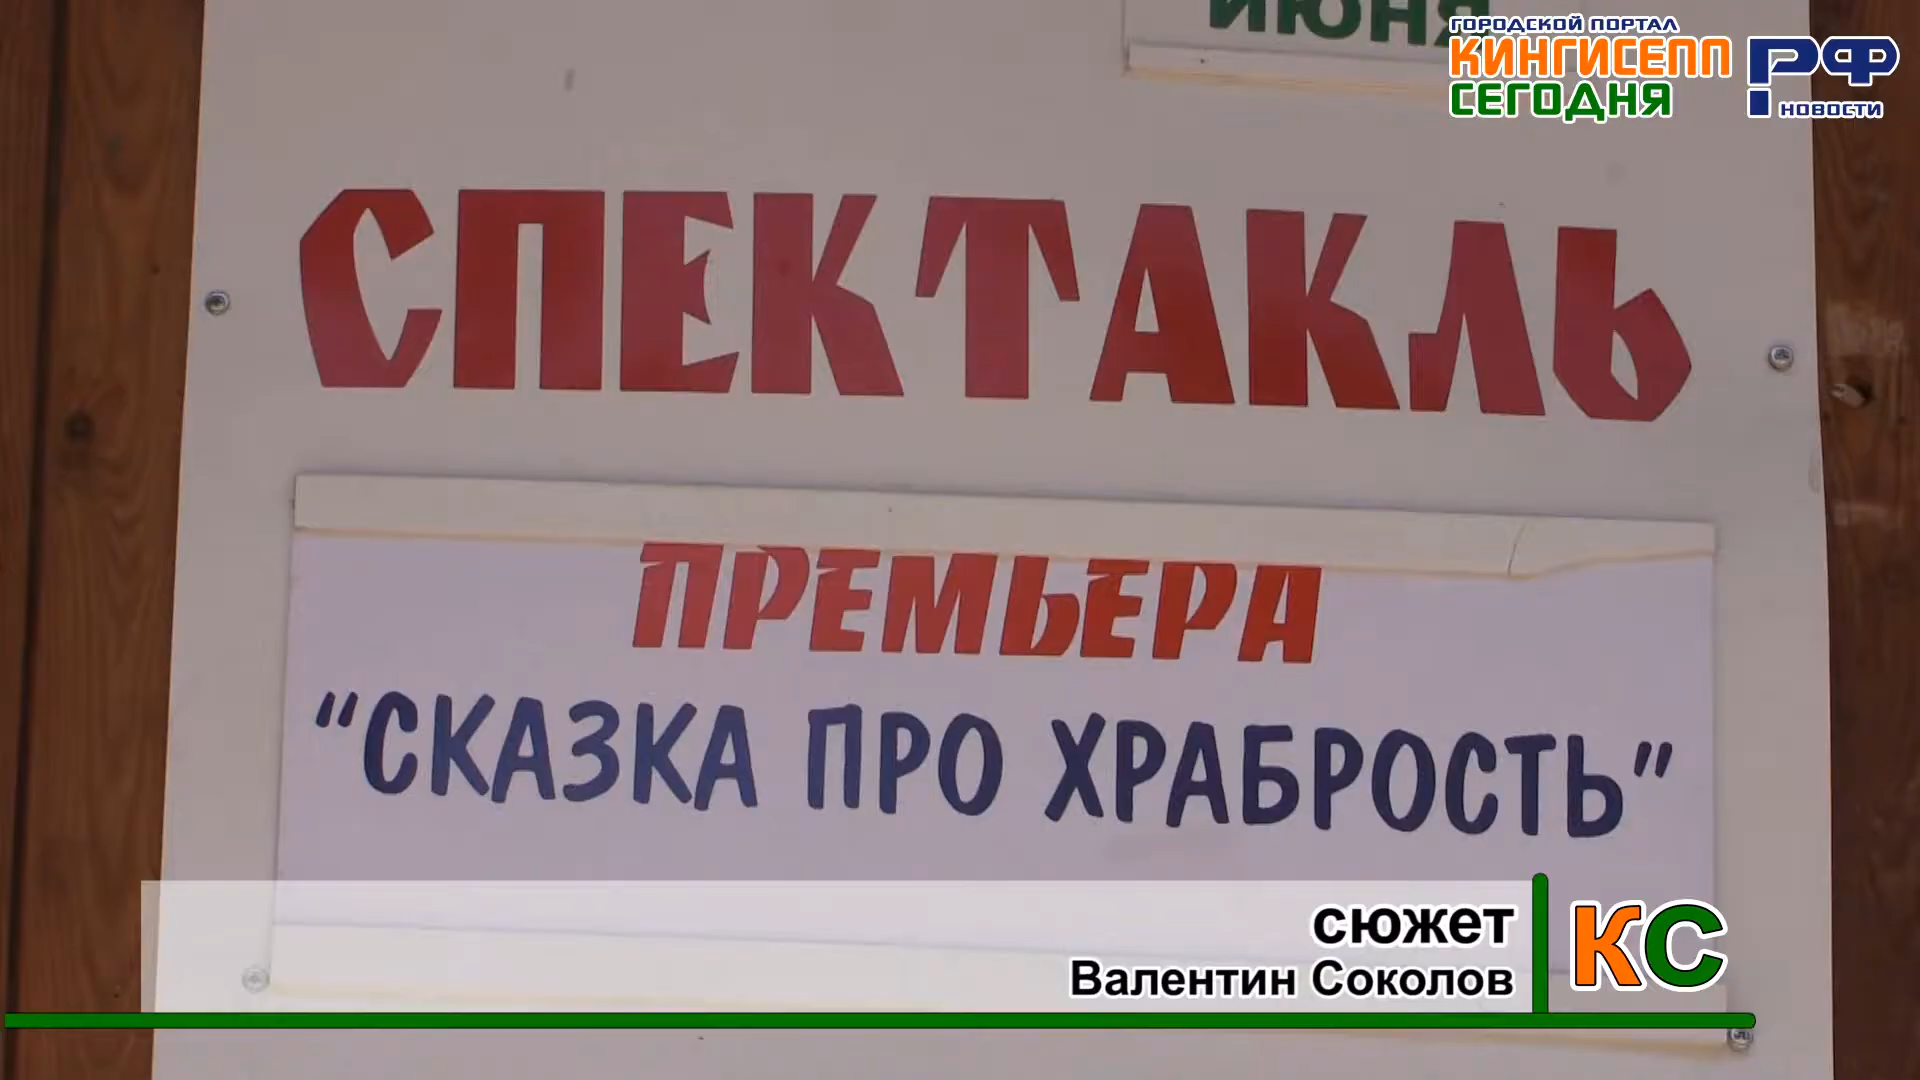 ИЮНЯ
ГОРОДСКОЙ ПОРТАЛ
КИНГИСЕПП
СЕГОДНЯ
РФ
НОВОСТИ
СПЕКТАКЛЬ
ПРЕМЬЕРА
“СКАЗКА ПРО ХРАБРОСТЬ”
сюжет
Валентин Соколов
КС